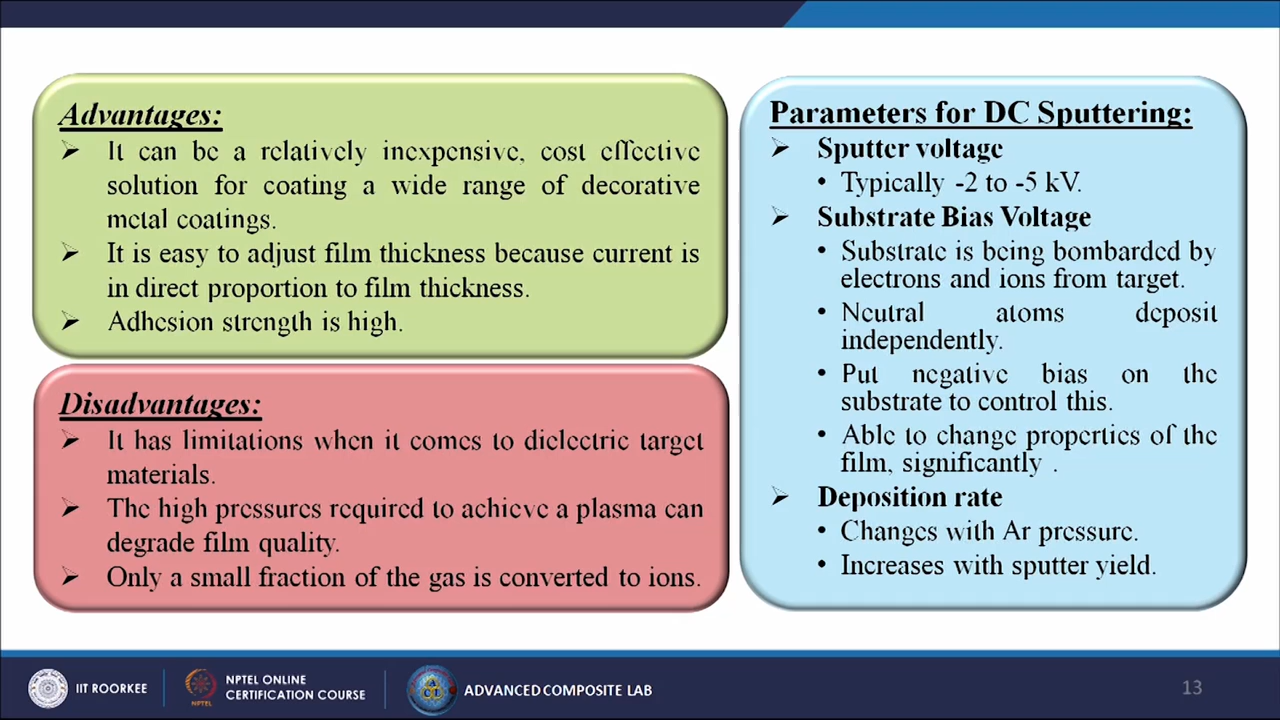 Advantages:
➢ It can be a relatively inexpensive, cost effective
solution for coating a wide range of decorative
metal coatings.
➢ It is easy to adjust film thickness because current is
in direct proportion to film thickness.
➢ Adhesion strength is high.
Disadvantages:
➢ It has limitations when it comes to dielectric target
materials.
➢ The high pressures required to achieve a plasma can
degrade film quality.
➢ Only a small fraction of the gas is converted to ions.
Parameters for DC Sputtering:
➢ Sputter voltage
• Typically -2 to -5 kV.
➢ Substrate Bias Voltage
• Substrate is being bombarded by
electrons and ions from target.
• Neutral atoms deposit
independently.
• Put negative bias on the
substrate to control this.
• Able to change properties of the
film, significantly .
➢ Deposition rate
• Changes with Ar pressure.
• Increases with sputter yield.
IIT ROORKEE
NPTEL
NPTEL ONLINE
CERTIFICATION COURSE
ADVANCED COMPOSITE LAB
13